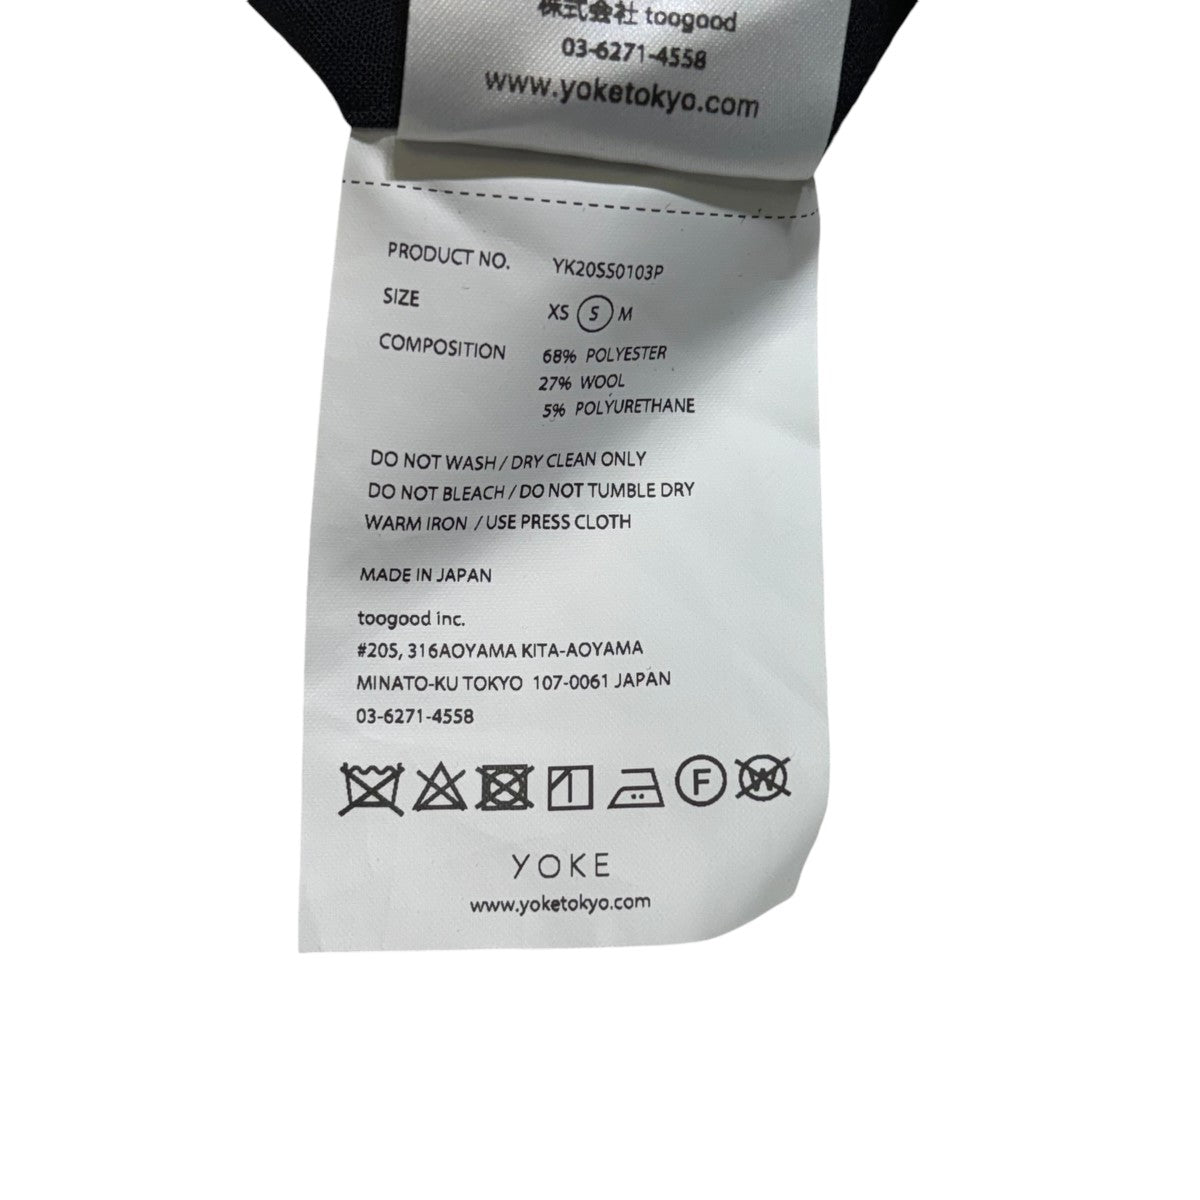 株式会社 toogood
03-6271-4558
www.yoketokyo.com
PRODUCT NO. YK20SS0103P
SIZE XS S M
COMPOSITION 68% POLYESTER
27% WOOL
5% POLYURETHANE
DO NOT WASH / DRY CLEAN ONLY
DO NOT BLEACH / DO NOT TUMBLE DRY
WARM IRON / USE PRESS CLOTH
MADE IN JAPAN
toogood inc.
#205, 316AOYAMA KITA-AOYAMA
MINATO-KU TOKYO 107-0061 JAPAN
03-6271-4558
F W
YOKE
www.yoketokyo.com